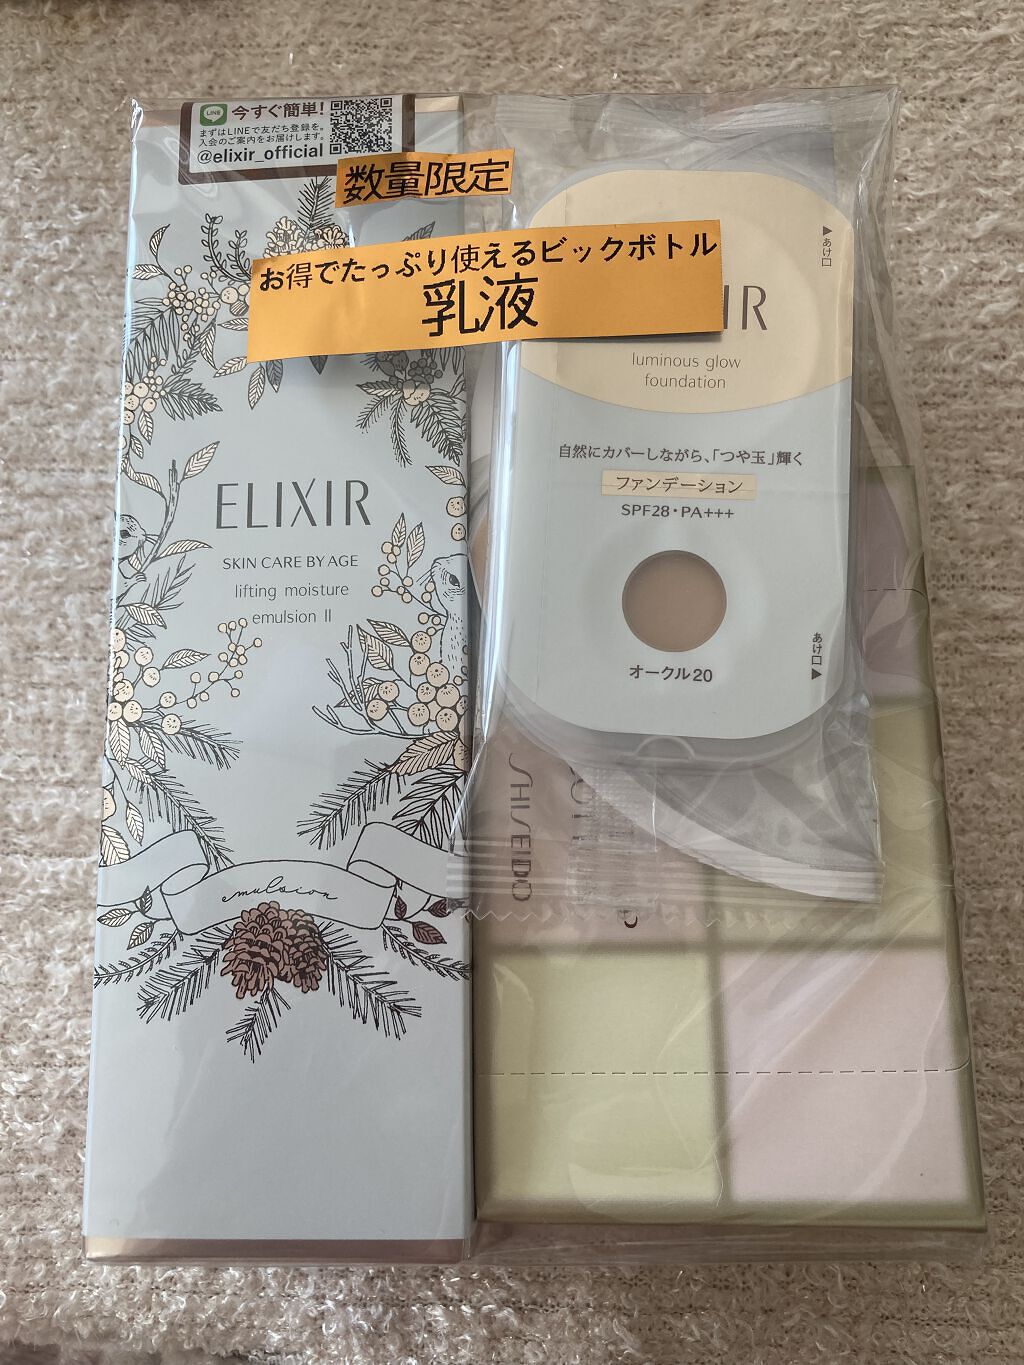 LINE
今すぐ簡単!
まずはLINEで友だち登録を。
入会のご案内をお届けします。
@elixir_official
数量限定
お得でたっぷり使えるビックボトル
乳液
ELIXIR
SKIN CARE BY AGE
lifting moisture
emulsion II
emulsion
▲あけ口
IR
luminous glow
foundation
自然にカバーしながら、「つや玉」輝く
ファンデーション
SPF28・PA+++
オークル20
あけ口▶
SHISEIDO